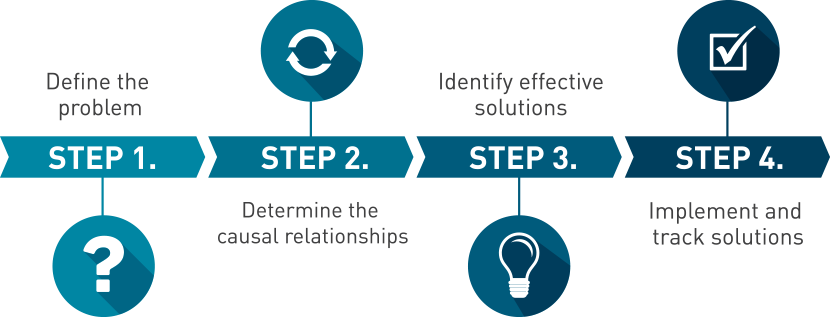 Define the
problem
STEP 1.
STEP 2.
Determine the
causal relationships
Identify effective
solutions
STEP 3.
STEP 4.
Implement and
track solutions